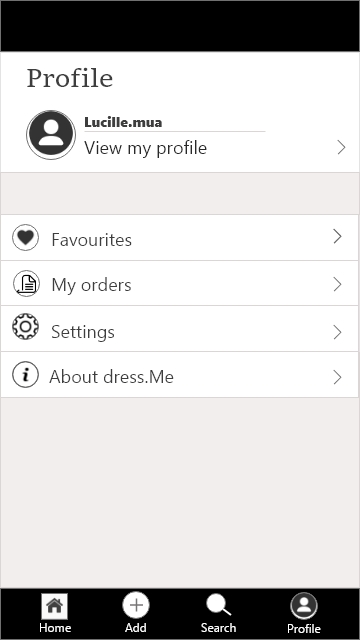 Profile
Lucille.mua
View my profile
Favourites
My orders
Settings
About dress.Me
Home
Add
Search
Profile